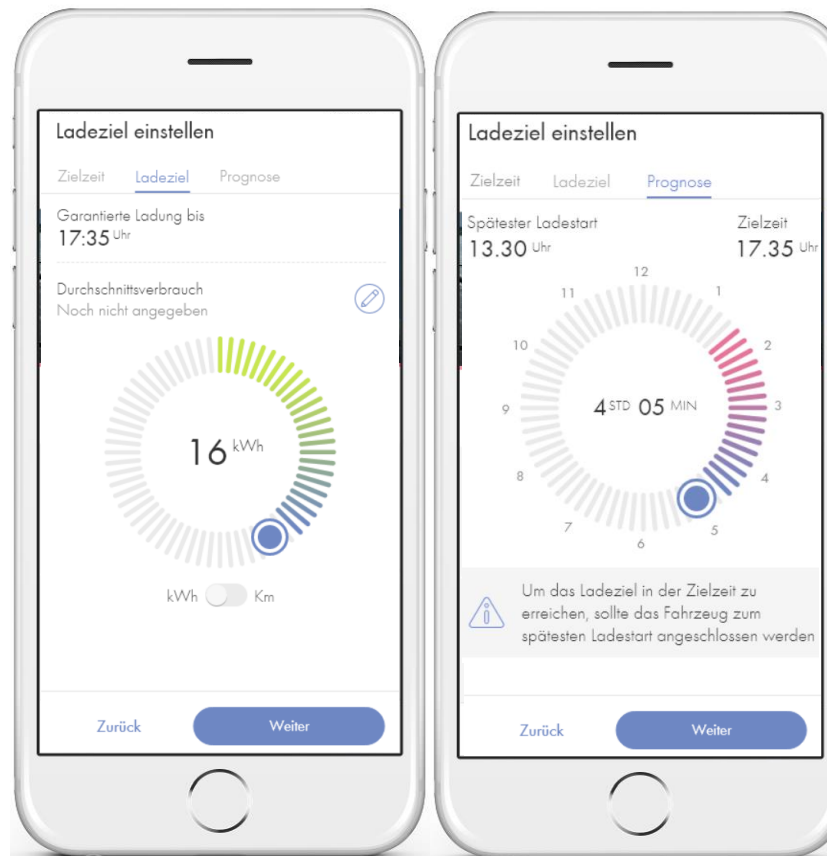 Ladeziel einstellen
Zielzeit Ladeziel Prognose
Garantierte Ladung bis
17:35 Uhr
Durchschnittsverbrauch
Noch nicht angegeben
16 kWh
kWh Km
Zurück Weiter
Ladeziel einstellen
Zielzeit Ladeziel Prognose
Spätester Ladestart Zielzeit
13.30 Uhr 17.35 Uhr
12
11 1
10 2
9 4 STD 05 MIN 3
8 4
7 5
6
Um das Ladeziel in der Zielzeit zu
erreichen, sollte das Fahrzeug zum
spätesten Ladestart angeschlossen werden
Zurück Weiter